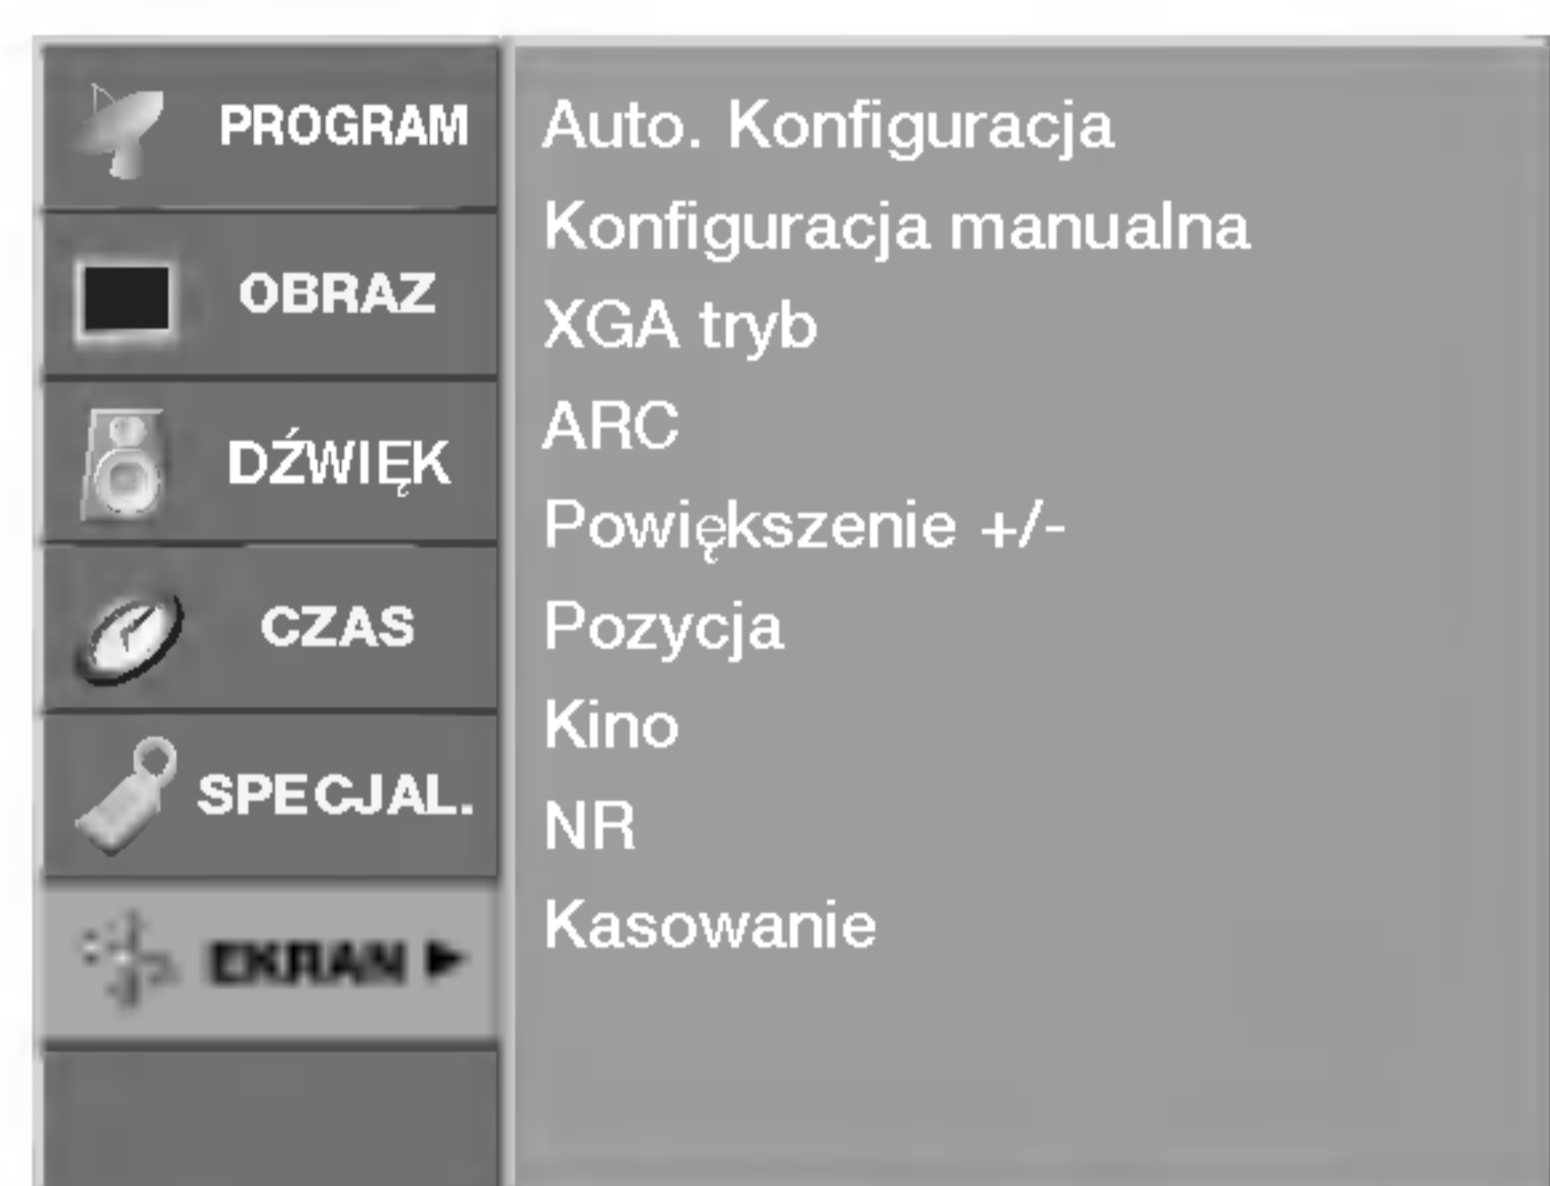 PROGRAM
OBRAZ
DŹWIĘK
CZAS
SPECJAL.
EKRAN
Auto. Konfiguracja
Konfiguracja manualna
XGA tryb
ARC
Powiększenie +/-
Pozycja
Kino
NR
Kasowanie